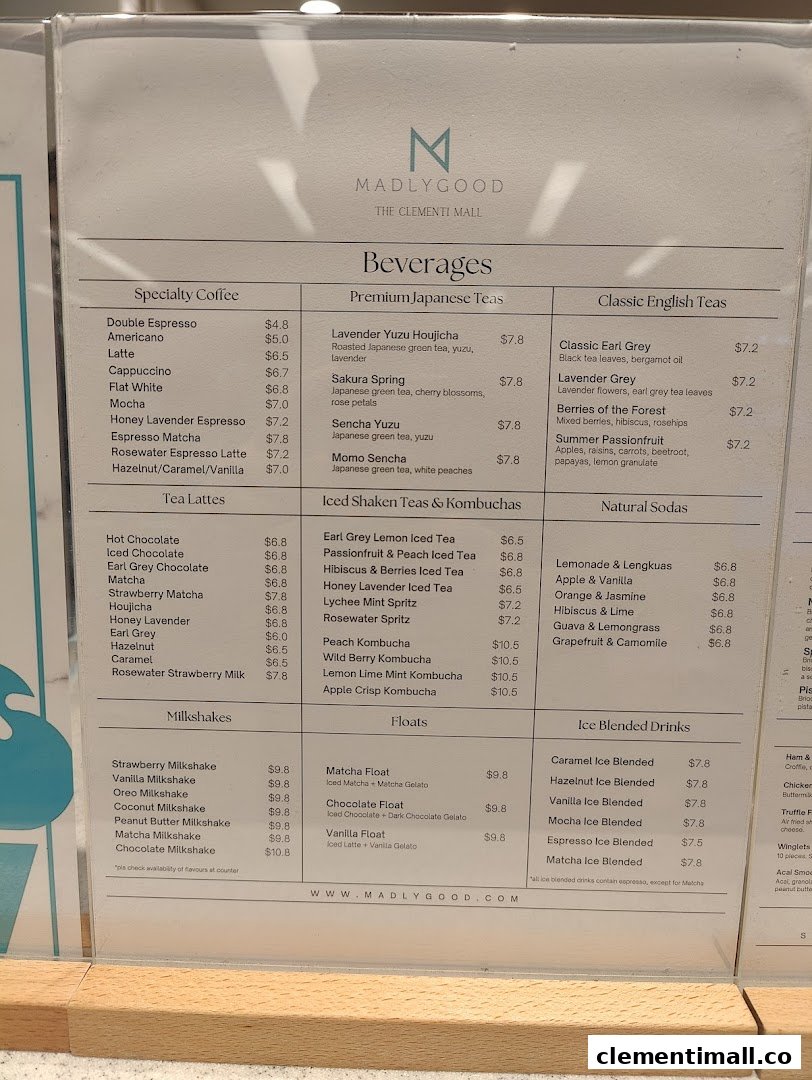 MADLYGOOD
THE CLEMENTI MALL
Beverages
Specialty Coffee
Double Espresso $4.8
Americano $5.0
Latte $6.5
Cappuccino $6.7
Flat White $6.8
Mocha $7.0
Honey Lavender Espresso $7.2
Espresso Matcha $7.8
Rosewater Espresso Latte $7.2
Hazelnut/Caramel/Vanilla $7.0
Premium Japanese Teas
Lavender Yuzu Houjicha $7.8
Roasted Japanese green tea, yuzu,
lavender
Sakura Spring $7.8
Japanese green tea, cherry blossoms,
rose petals
Sencha Yuzu $7.8
Japanese green tea, yuzu
Momo Sencha $7.8
Japanese green tea, white peaches
Classic English Teas
Classic Earl Grey $7.2
Black tea leaves, bergamot oil
Lavender Grey $7.2
Lavender flowers, earl grey tea leaves
Berries of the Forest $7.2
Mixed berries, hibiscus, rosehips
Summer Passionfruit $7.2
Apples, raisins, carrots, beetroot,
papayas, lemon granulate
Tea Lattes
Hot Chocolate $6.8
Iced Chocolate $6.8
Earl Grey Chocolate $6.8
Matcha $6.8
Strawberry Matcha $7.8
Houjicha $6.8
Honey Lavender $6.8
Earl Grey $6.0
Hazelnut $6.5
Caramel $6.5
Rosewater Strawberry Milk $7.8
Iced Shaken Teas & Kombuchas
Earl Grey Lemon Iced Tea $6.5
Passionfruit & Peach Iced Tea $6.8
Hibiscus & Berries Iced Tea $6.8
Honey Lavender Iced Tea $6.5
Lychee Mint Spritz $7.2
Rosewater Spritz $7.2
Peach Kombucha $10.5
Wild Berry Kombucha $10.5
Lemon Lime Mint Kombucha $10.5
Apple Crisp Kombucha $10.5
Natural Sodas
Lemonade & Lengkuas $6.8
Apple & Vanilla $6.8
Orange & Jasmine $6.8
Hibiscus & Lime $6.8
Guava & Lemongrass $6.8
Grapefruit & Camomile $6.8
Milkshakes
Strawberry Milkshake $9.8
Vanilla Milkshake $9.8
Oreo Milkshake $9.8
Coconut Milkshake $9.8
Peanut Butter Milkshake $9.8
Matcha Milkshake $9.8
Chocolate Milkshake $10.8
*pls check availability of flavours at counter
Floats
Matcha Float $9.8
Iced Matcha + Matcha Gelato
Chocolate Float $9.8
Iced Chocolate + Dark Chocolate Gelato
Vanilla Float $9.8
Iced Latte + Vanilla Gelato
Ice Blended Drinks
Caramel Ice Blended $7.8
Hazelnut Ice Blended $7.8
Vanilla Ice Blended $7.8
Mocha Ice Blended $7.8
Espresso Ice Blended $7.5
Matcha Ice Blended $7.8
*all ice blended drinks contain espresso, except for Matcha
WWW.MADLYGOOD.COM
Ham &
Winglets
10 pieces, S
peanut butte
clementimall.co